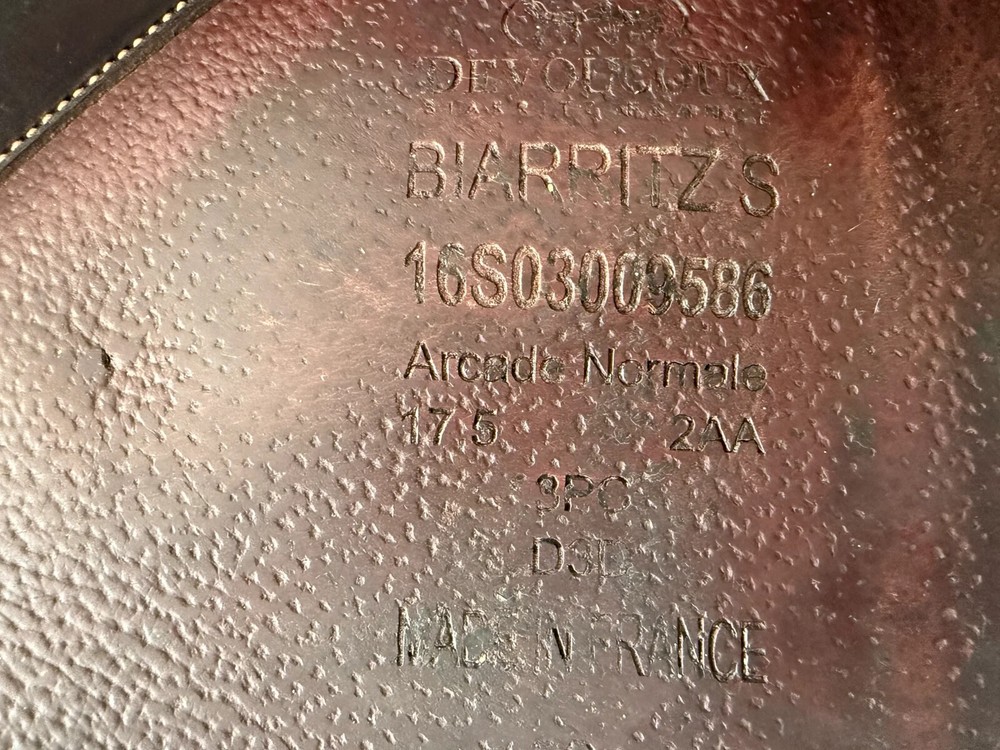 DEVOUCOUX
BIARRITZ S
16S03009586
Arcade Normale
17.5 2AA
3PC
D3D
MADE IN FRANCE